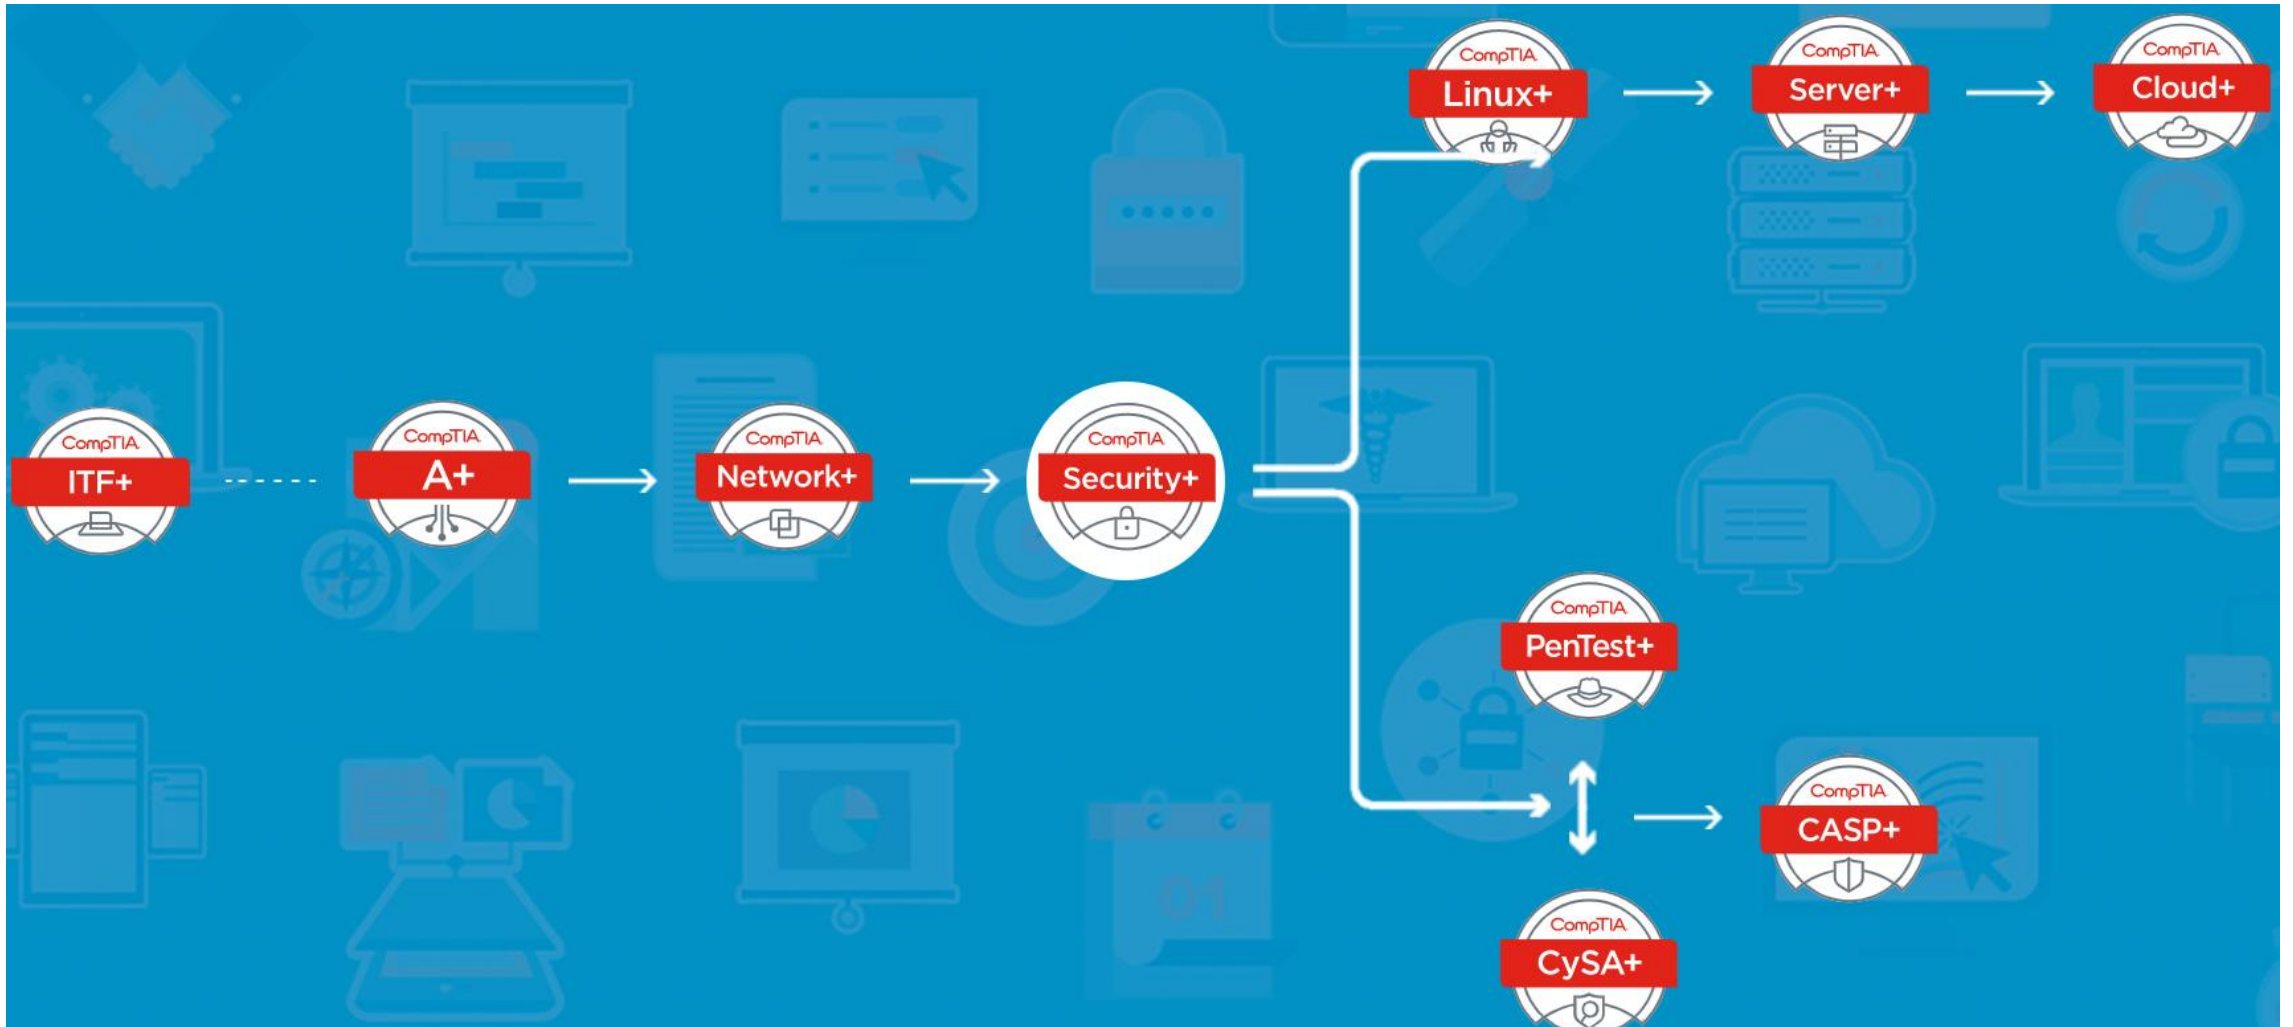 CompTIA
Linux+
CompTIA
Server+
CompTIA
Cloud+
CompTIA
ITF+
CompTIA
A+
CompTIA
Network+
CompTIA
Security+
CompTIA
PenTest+
CompTIA
CASP+
01
CompTIA
CySA+